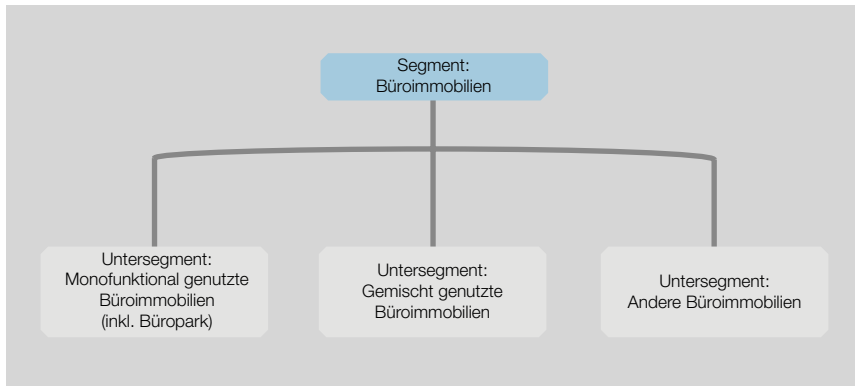 Segment:
Büroimmobilien
Untersegment:
Monofunktional genutzte
Büroimmobilien
(inkl. Büropark)
Untersegment:
Gemischt genutzte
Büroimmobilien
Untersegment:
Andere Büroimmobilien